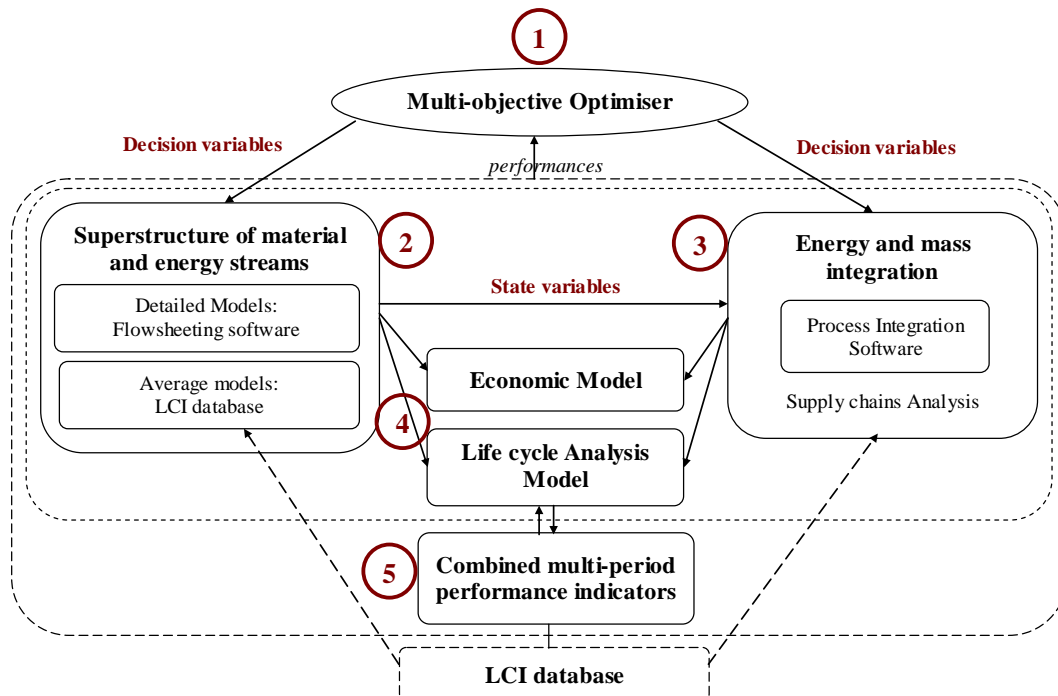 1
Multi-objective Optimiser
Decision variables
Decision variables
performances
Superstructure of material
and energy streams
2
3
Energy and mass
integration
Detailed Models:
Flowsheeting software
State variables
Process Integration
Software
Average models:
LCI database
Economic Model
Supply chains Analysis
4
Life cycle Analysis
Model
5
Combined multi-period
performance indicators
LCI database